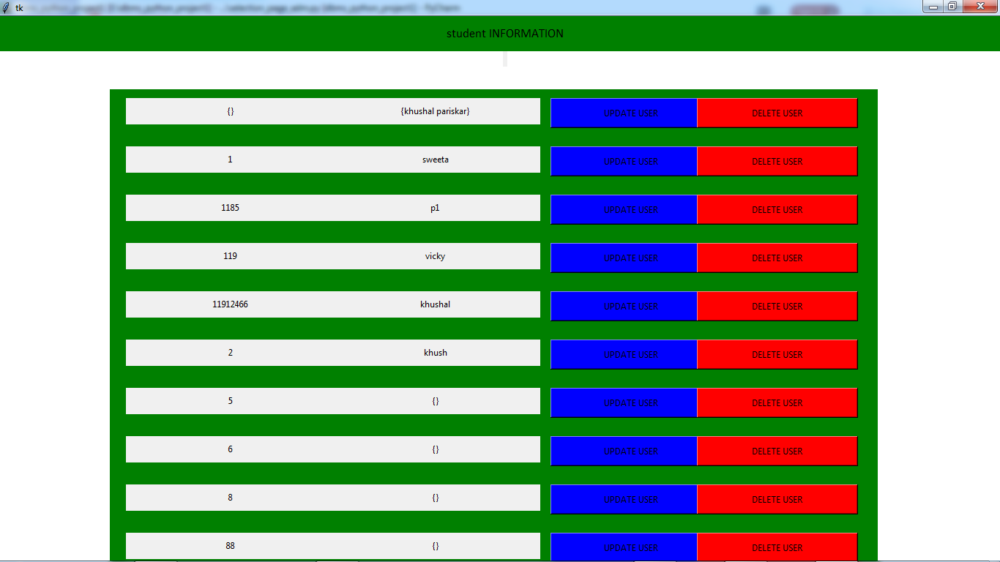 tk
student INFORMATION
{} {khushal pariskar} UPDATE USER DELETE USER
1 sweeta UPDATE USER DELETE USER
1185 p1 UPDATE USER DELETE USER
119 vicky UPDATE USER DELETE USER
11912466 khushal UPDATE USER DELETE USER
2 khush UPDATE USER DELETE USER
5 {} UPDATE USER DELETE USER
6 {} UPDATE USER DELETE USER
8 {} UPDATE USER DELETE USER
88 {} UPDATE USER DELETE USER